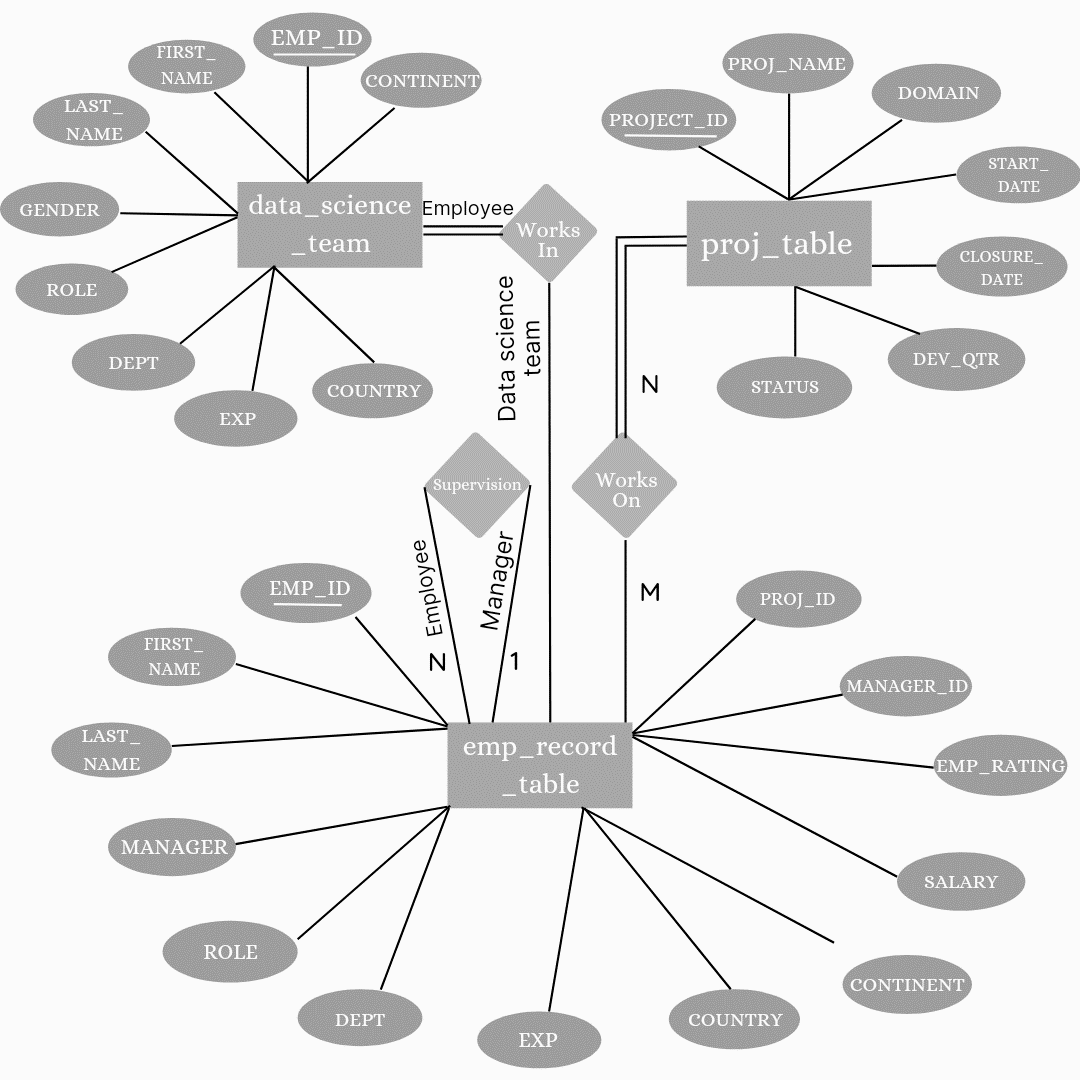 EMP_ID
FIRST_
NAME
CONTINENT
LAST_
NAME
GENDER
ROLE
DEPT
EXP
COUNTRY
data_science
_team
Employee
Works
In
PROJ_NAME
PROJECT_ID
DOMAIN
START_
DATE
proj_table
CLOSURE_
DATE
DEV_QTR
STATUS
Data science
team
N
Supervision
Works
On
Employee
Manager
N
1
M
EMP_ID
FIRST_
NAME
LAST_
NAME
MANAGER
ROLE
DEPT
EXP
COUNTRY
CONTINENT
SALARY
EMP_RATING
MANAGER_ID
PROJ_ID
emp_record
_table